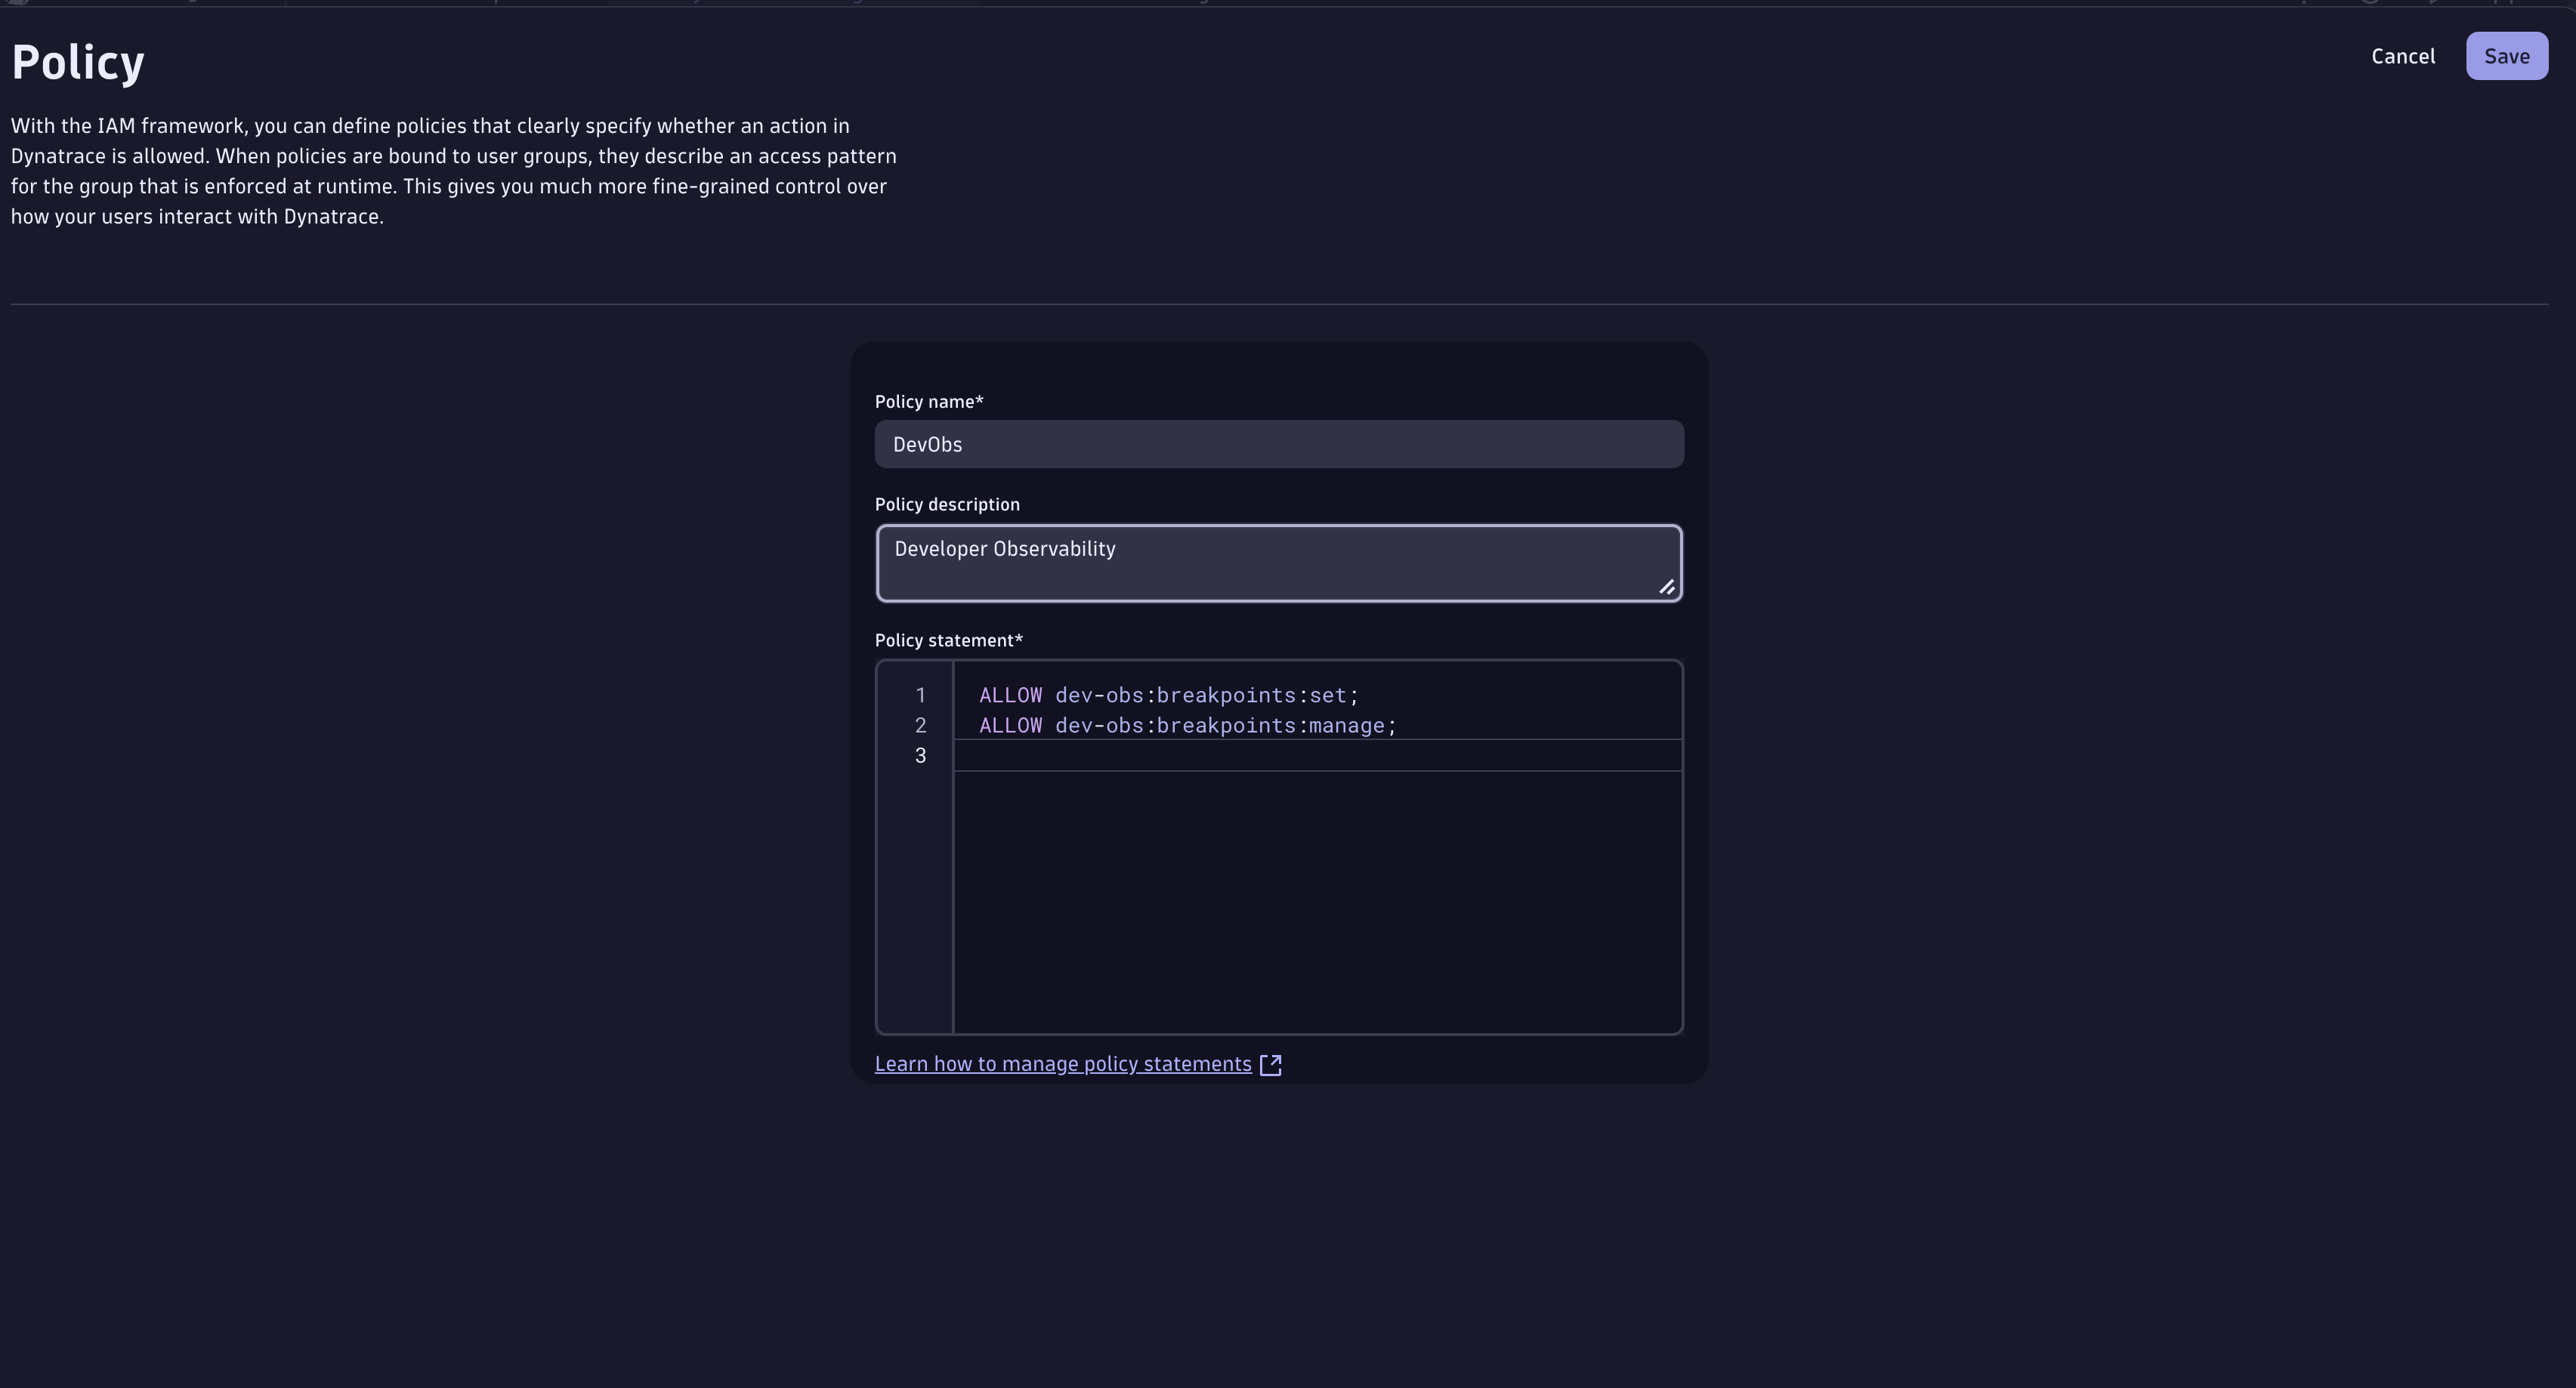 Policy
Cancel
Save
With the IAM framework, you can define policies that clearly specify whether an action in
Dynatrace is allowed. When policies are bound to user groups, they describe an access pattern
for the group that is enforced at runtime. This gives you much more fine-grained control over
how your users interact with Dynatrace.
Policy name*
DevObs
Policy description
Developer Observability
Policy statement*
1 ALLOW dev-obs:breakpoints:set;
2 ALLOW dev-obs:breakpoints:manage;
3
Learn how to manage policy statements